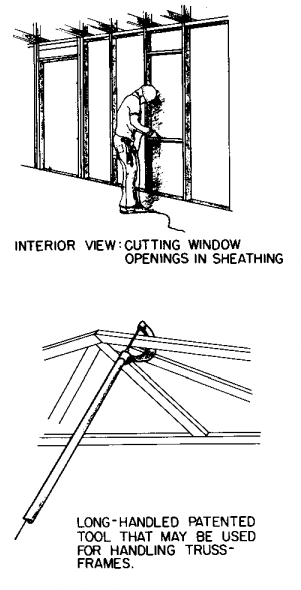 INTERIOR VIEW: CUTTING WINDOW
OPENINGS IN SHEATHING
LONG-HANDLED PATENTED
TOOL THAT MAY BE USED
FOR HANDLING TRUSS-
FRAMES.